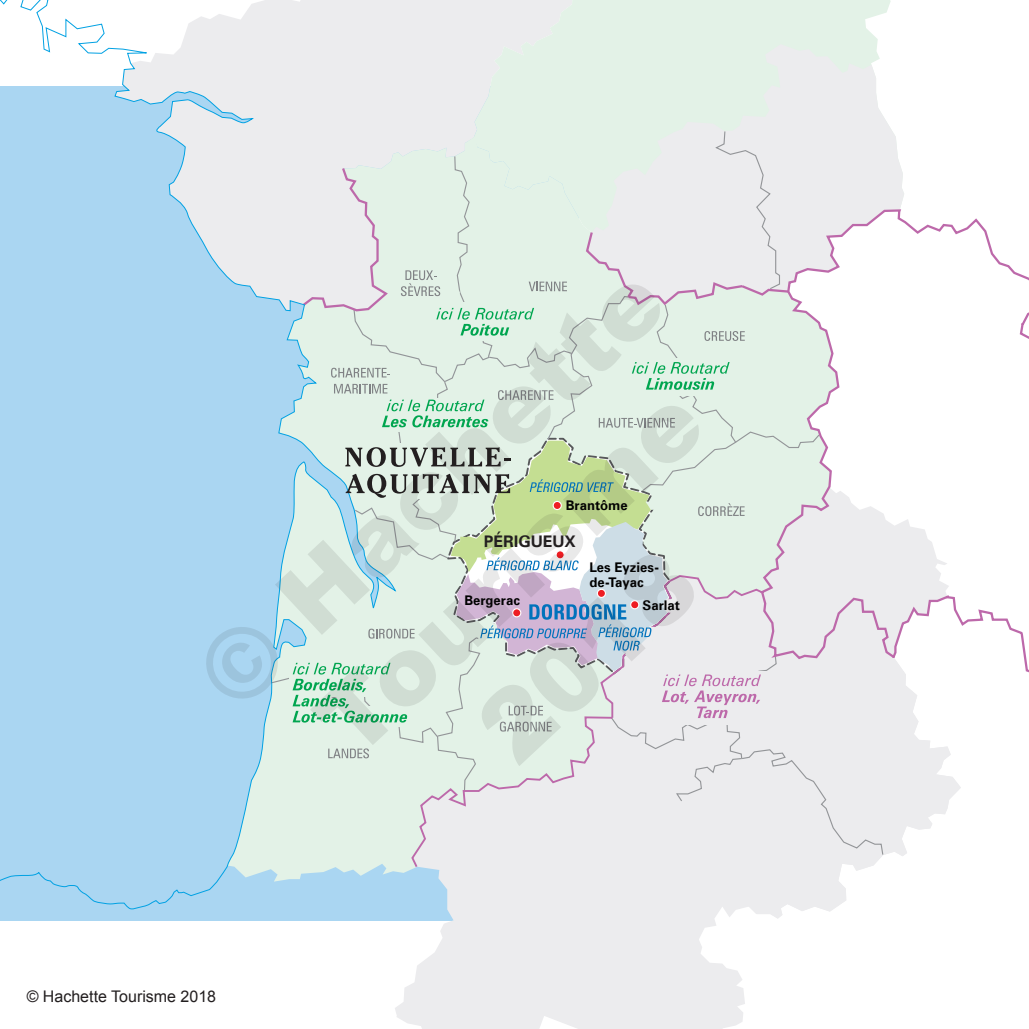 DEUX-
SÈVRES
VIENNE
ici le Routard
Poitou
CREUSE
ici le Routard
Limousin
CHARENTE-
MARITIME
CHARENTE
ici le Routard
Les Charentes
HAUTE-VIENNE
NOUVELLE-
AQUITAINE
PÉRIGORD VERT
Brantôme
CORRÈZE
PÉRIGUEUX
PÉRIGORD BLANC
Les Eyzies-
de-Tayac
Bergerac
DORDOGNE
Sarlat
GIRONDE
PÉRIGORD POURPRE
PÉRIGORD
NOIR
ici le Routard
Bordelais,
Landes,
Lot-et-Garonne
ici le Routard
Lot, Aveyron,
Tarn
LOT-DE
GARONNE
LANDES
© Hachette
Tourisme
2018
© Hachette Tourisme 2018